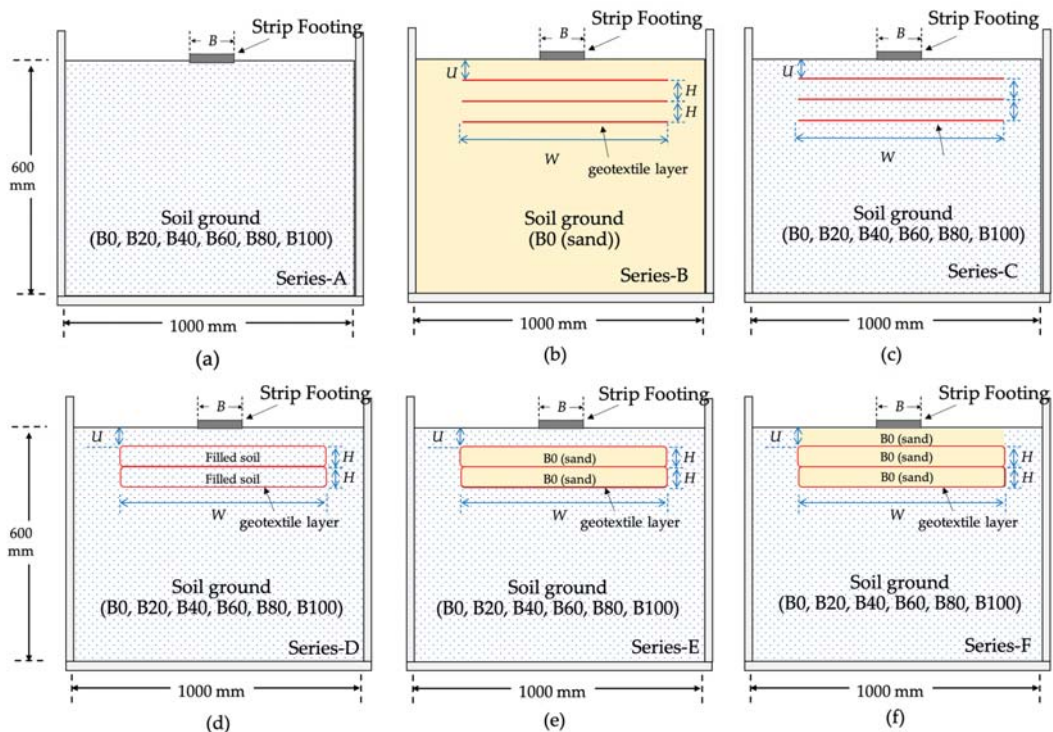 B
Strip Footing
600
mm
Soil ground
(B0, B20, B40, B60, B80, B100)
Series-A
1000 mm
(a)
B
Strip Footing
U
H
H
W
geotextile layer
Soil ground
(B0 (sand))
Series-B
1000 mm
(b)
B
Strip Footing
U
H
H
W
geotextile layer
Soil ground
(B0, B20, B40, B60, B80, B100)
Series-C
1000 mm
(c)
B
Strip Footing
U
Filled soil
H
Filled soil
H
W
geotextile layer
600
mm
Soil ground
(B0, B20, B40, B60, B80, B100)
Series-D
1000 mm
(d)
B
Strip Footing
U
B0 (sand)
H
B0 (sand)
H
W
geotextile layer
Soil ground
(B0, B20, B40, B60, B80, B100)
Series-E
1000 mm
(e)
B
Strip Footing
U
B0 (sand)
B0 (sand)
H
B0 (sand)
H
W
geotextile layer
Soil ground
(B0, B20, B40, B60, B80, B100)
Series-F
1000 mm
(f)